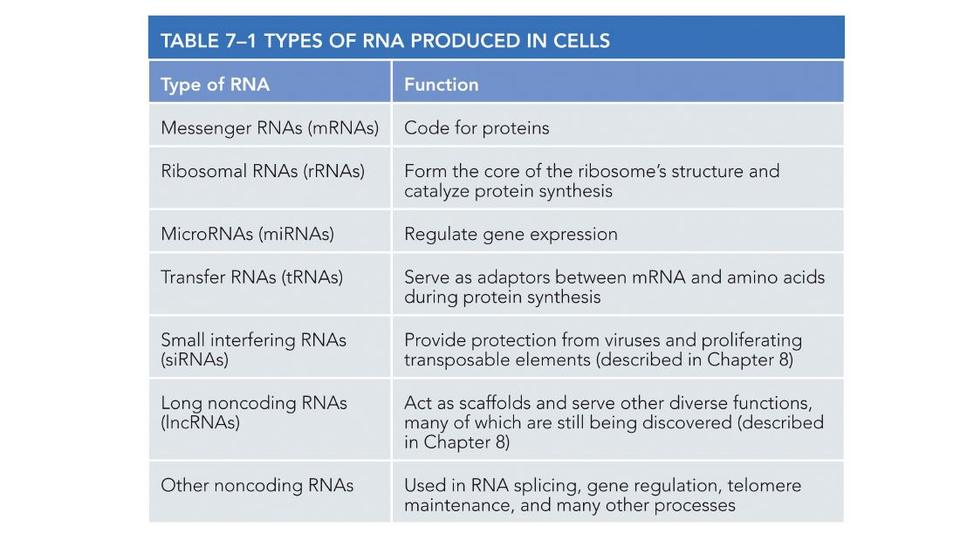 TABLE 7–1 TYPES OF RNA PRODUCED IN CELLS
Type of RNA
Function
Messenger RNAs (mRNAs)
Code for proteins
Ribosomal RNAs (rRNAs)
Form the core of the ribosome’s structure and
catalyze protein synthesis
MicroRNAs (miRNAs)
Regulate gene expression
Transfer RNAs (tRNAs)
Serve as adaptors between mRNA and amino acids
during protein synthesis
Small interfering RNAs
(siRNAs)
Provide protection from viruses and proliferating
transposable elements (described in Chapter 8)
Long noncoding RNAs
(lncRNAs)
Act as scaffolds and serve other diverse functions,
many of which are still being discovered (described
in Chapter 8)
Other noncoding RNAs
Used in RNA splicing, gene regulation, telomere
maintenance, and many other processes